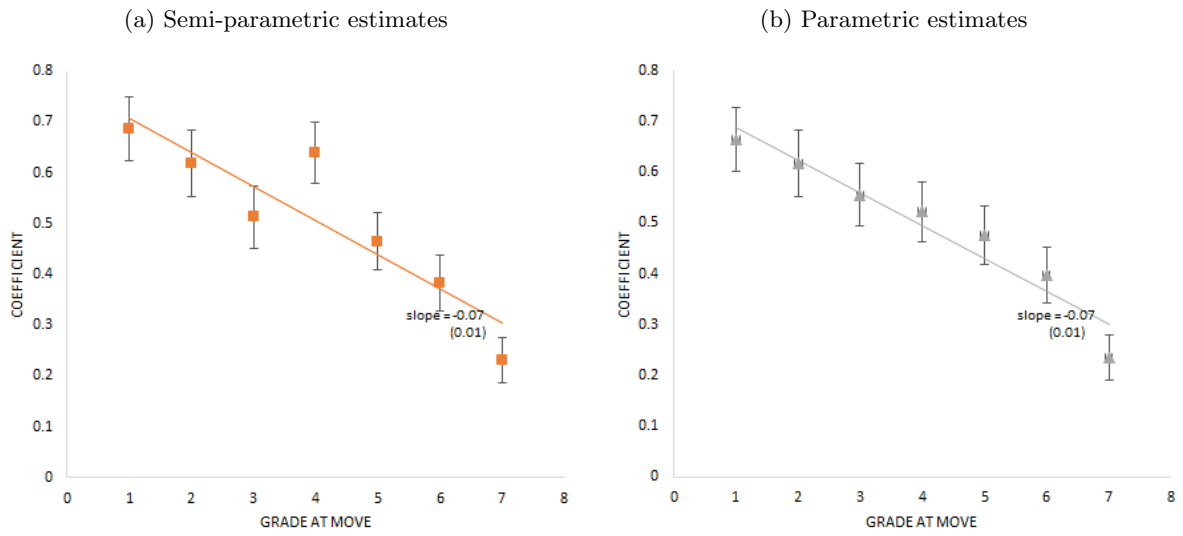 (a) Semi-parametric estimates
0.8
0.7
0.6
0.5
0.4
0.3
0.2
0.1
0
COEFFICIENT
slope = -0.07
(0.01)
0 1 2 3 4 5 6 7 8
GRADE AT MOVE
(b) Parametric estimates
0.8
0.7
0.6
0.5
0.4
0.3
0.2
0.1
0
COEFFICIENT
slope = -0.07
(0.01)
0 1 2 3 4 5 6 7 8
GRADE AT MOVE